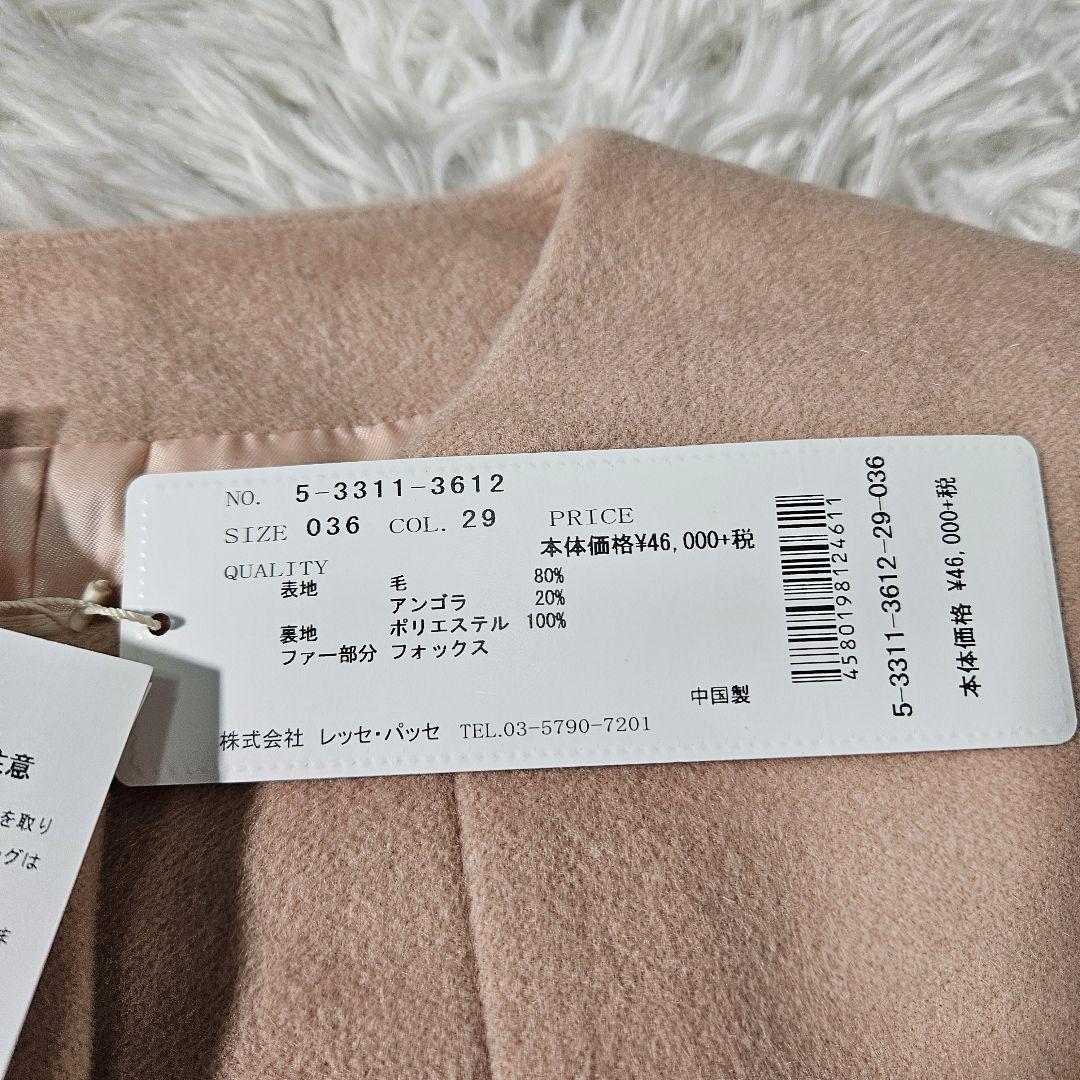 NO. 5-3311-3612
SIZE 036 COL. 29 PRICE
本体価格¥46,000+税
QUALITY
表地 毛 80%
アンゴラ 20%
裏地 ポリエステル 100%
ファー部分 フォックス
中国製
株式会社 レッセ・パッセ TEL.03-5790-7201
4580198124611
5-3311-3612-29-036
本体価格 ¥46,000+税
注意
を取り
グは